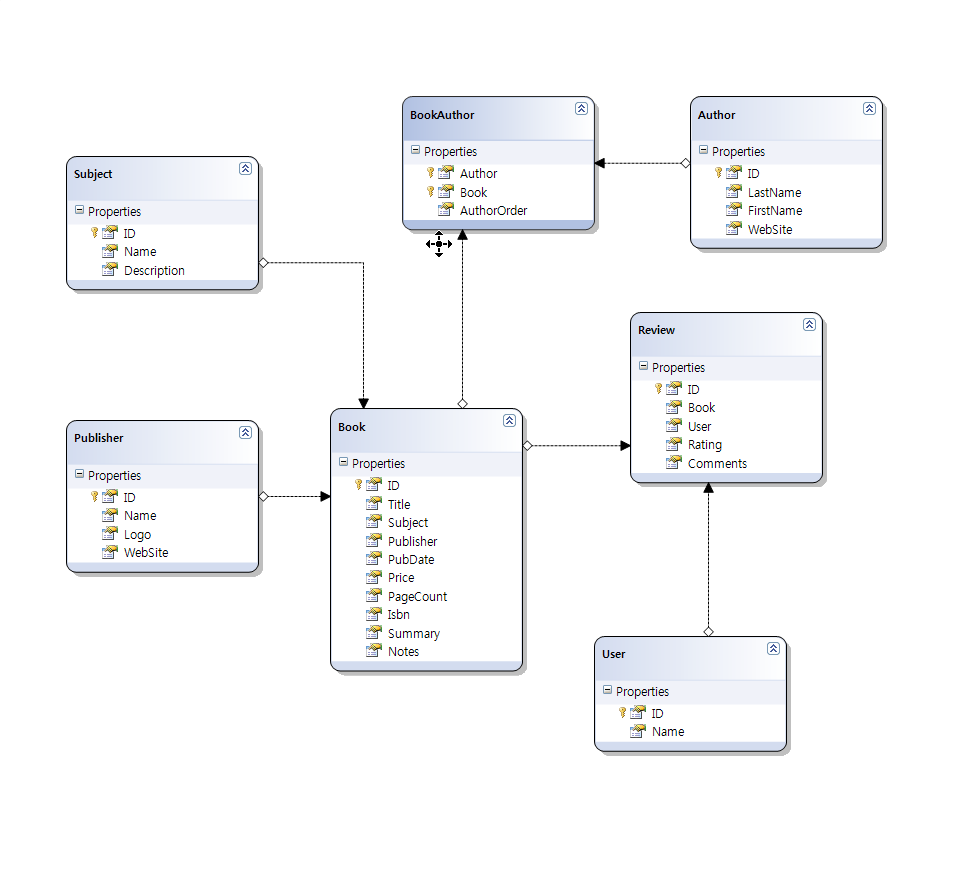 BookAuthor
Properties
Author
Book
AuthorOrder
Author
Properties
ID
LastName
FirstName
WebSite
Subject
Properties
ID
Name
Description
Review
Properties
ID
Book
User
Rating
Comments
Publisher
Properties
ID
Name
Logo
WebSite
Book
Properties
ID
Title
Subject
Publisher
PubDate
Price
PageCount
Isbn
Summary
Notes
User
Properties
ID
Name